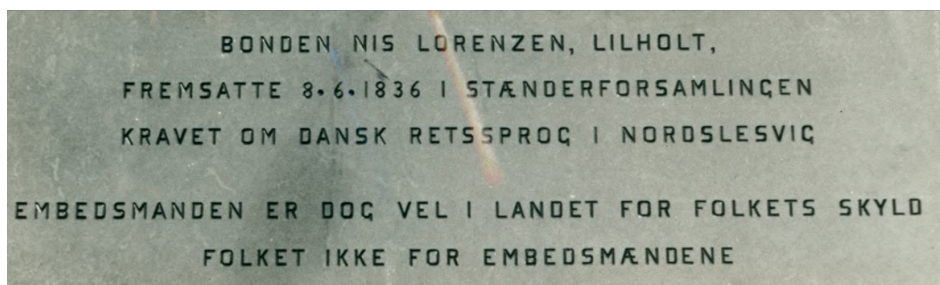 BONDEN NIS LORENZEN, LILHOLT,
FREMSATTE 8.6.1836 I STÆNDERFORSAMLINGEN
KRAVET OM DANSK RETSSPROG I NORDSLESVIG
EMBEDSMANDEN ER DOG VEL I LANDET FOR FOLKETS SKYLD
FOLKET IKKE FOR EMBEDSMÆNDENE